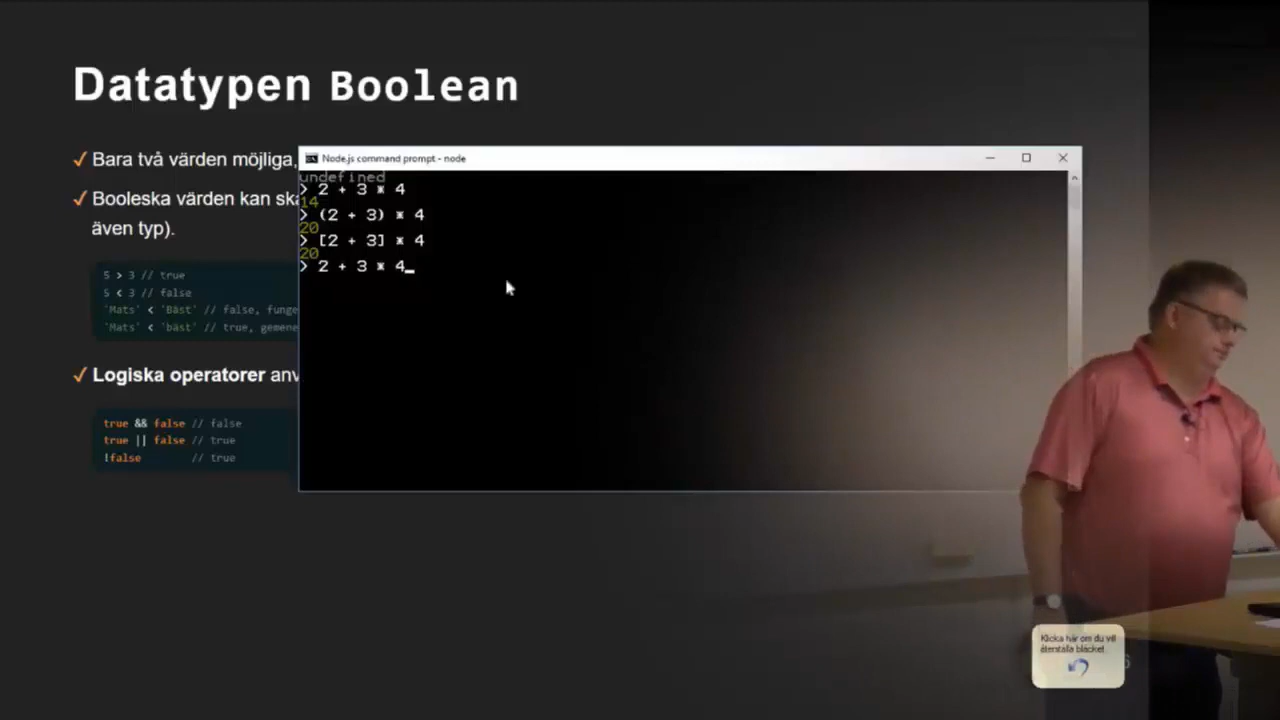 Datatypen Boolean
✓ Bara två värden möjliga,
✓ Booleska värden kan ska
även typ).
5 > 3 // true
5 < 3 // false
'Mats' < 'Bäst' // false, funge
'Mats' < 'bäst' // true, gemene
✓ Logiska operatorer anv
true && false // false
true || false // true
!false // true
Node.js command prompt - node
undefined
> 2 + 3 * 4
14
> (2 + 3) * 4
20
> [2 + 3] * 4
20
> 2 + 3 * 4_
Klicka här om du vill
återställa bläcket.
6